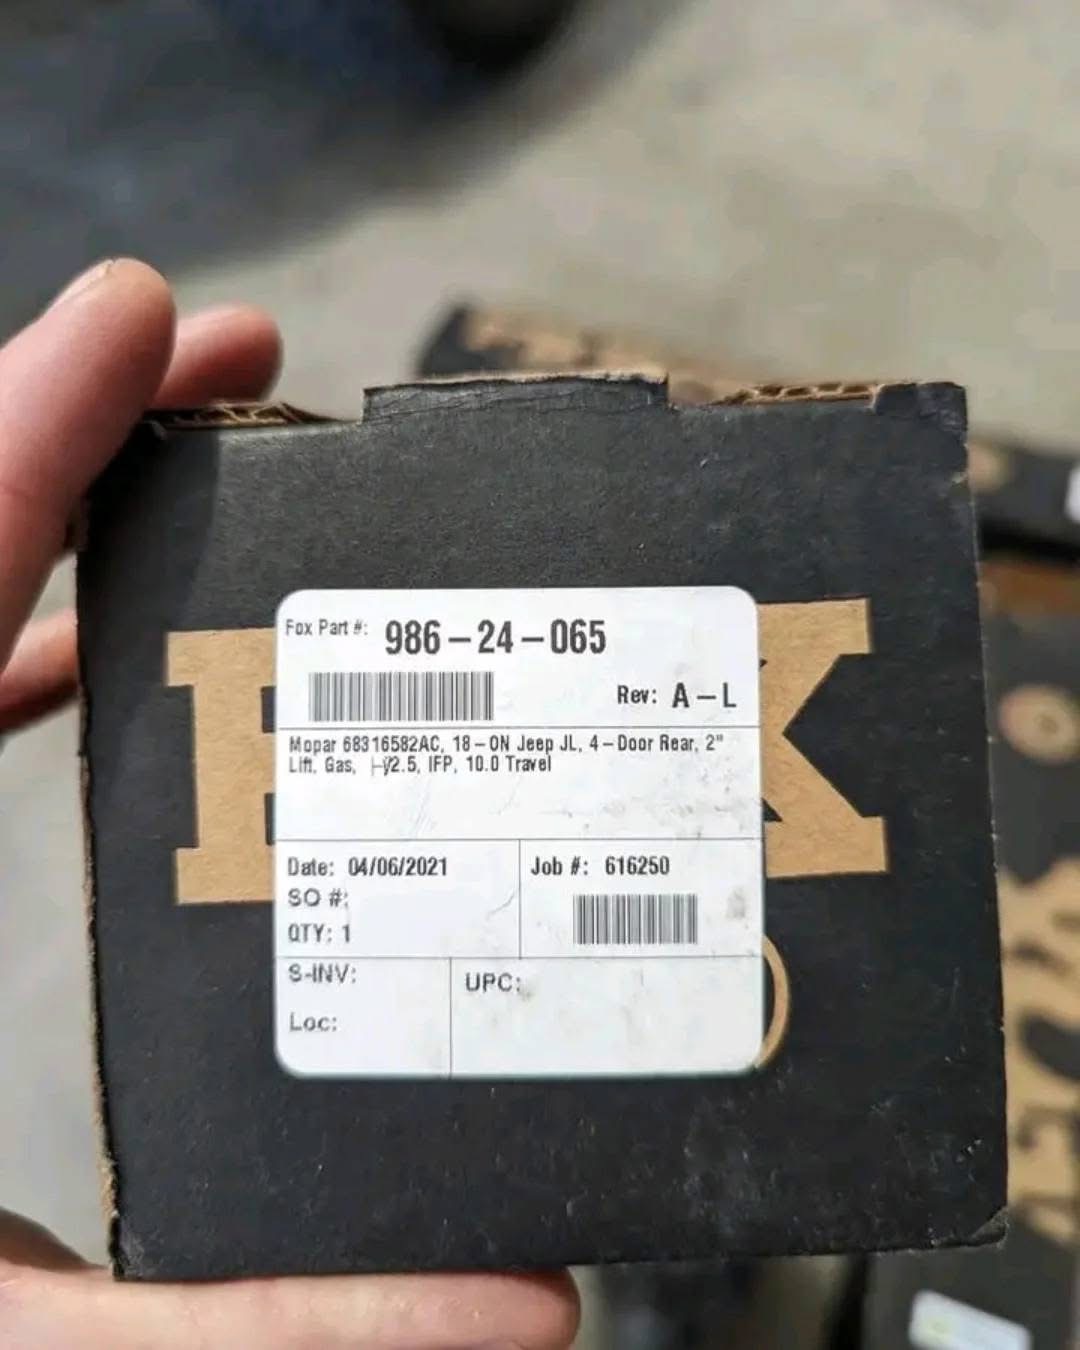 Fox Part #: 986-24-065
Rev: A-L
Mopar 68316582AC, 18-ON Jeep JL, 4-Door Rear, 2"
Lift, Gas, 2.5, IFP, 10.0 Travel
Date: 04/06/2021
Job #: 616250
SO #:
QTY: 1
S-INV:
UPC:
Loc: